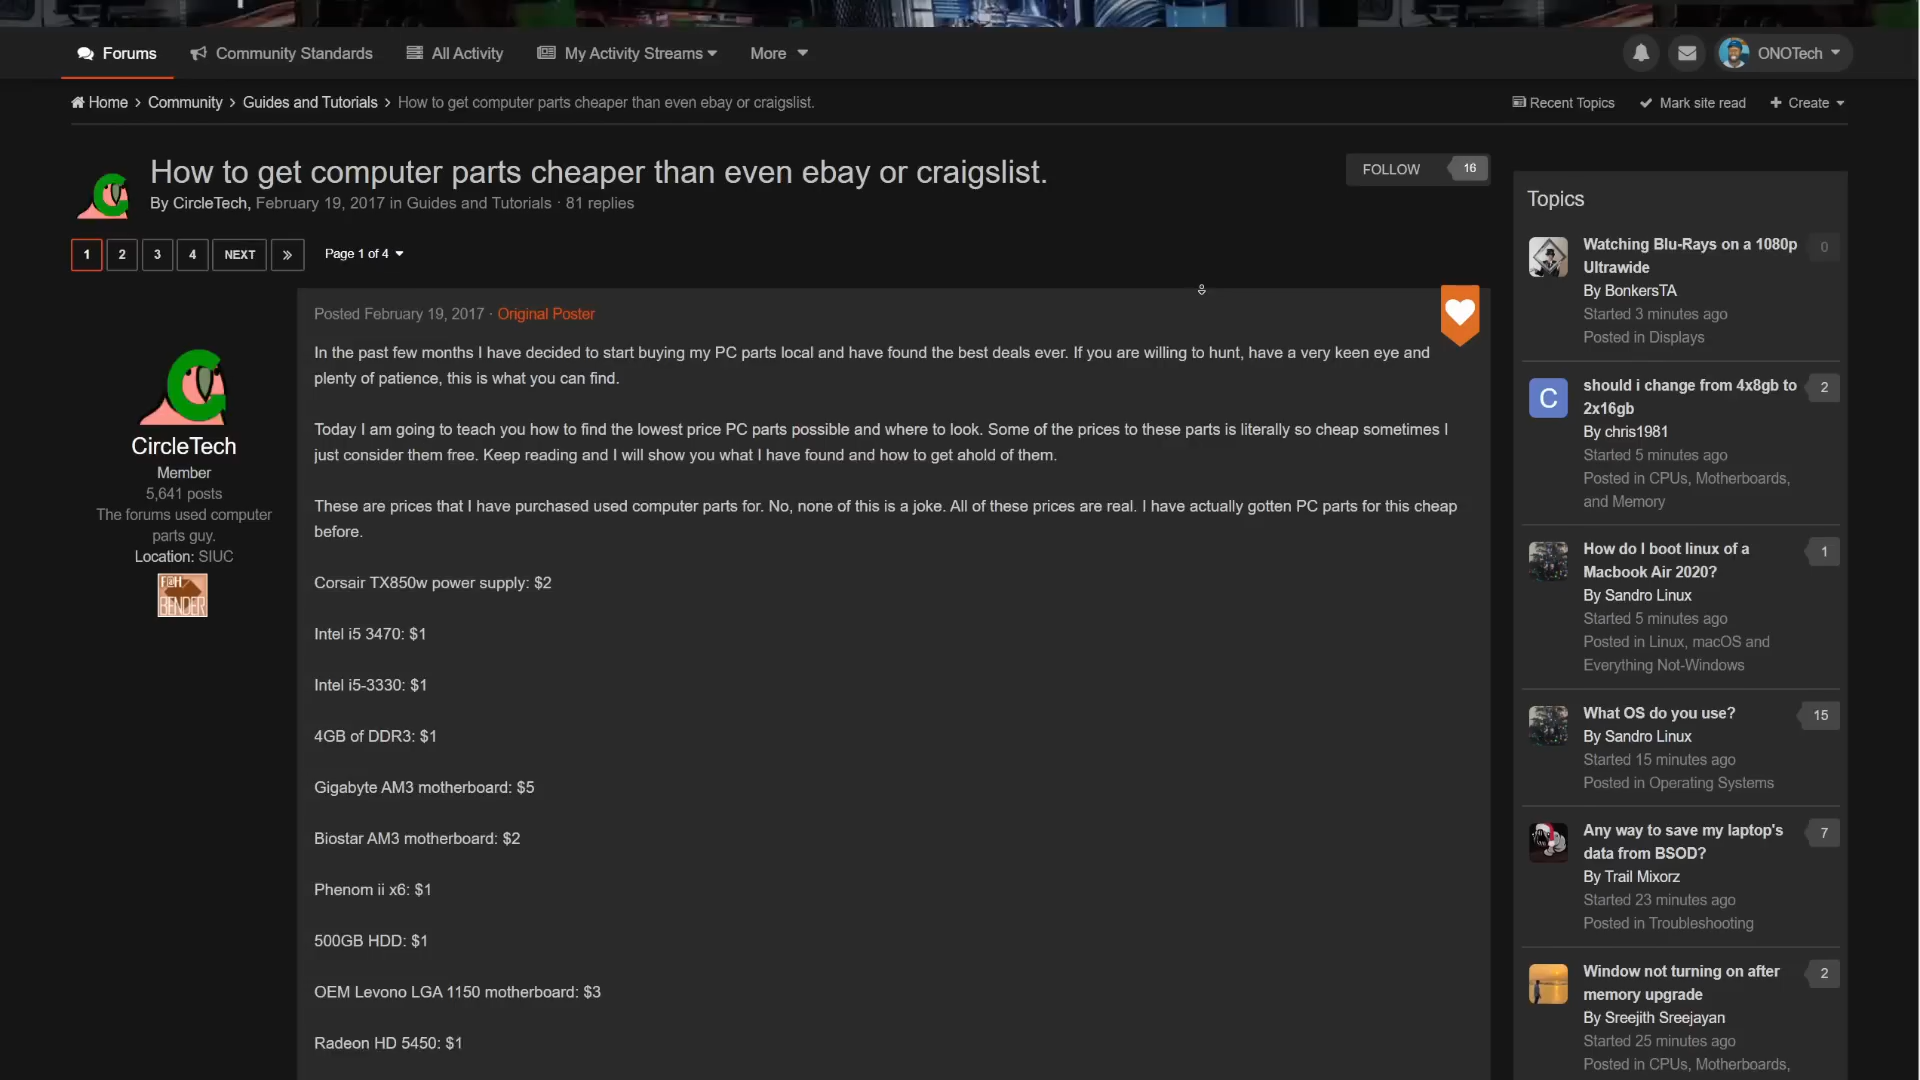 Forums
Community Standards
All Activity
My Activity Streams
More
ONOTech
Home > Community > Guides and Tutorials > How to get computer parts cheaper than even ebay or craigslist.
Recent Topics
Mark site read
+ Create
How to get computer parts cheaper than even ebay or craigslist.
By CircleTech, February 19, 2017 in Guides and Tutorials · 81 replies
FOLLOW 16
1 2 3 4 NEXT » Page 1 of 4
CircleTech
Member
5,641 posts
The forums used computer
parts guy.
Location: SIUC
F@H
BENDER
Posted February 19, 2017 · Original Poster
In the past few months I have decided to start buying my PC parts local and have found the best deals ever. If you are willing to hunt, have a very keen eye and
plenty of patience, this is what you can find.
Today I am going to teach you how to find the lowest price PC parts possible and where to look. Some of the prices to these parts is literally so cheap sometimes I
just consider them free. Keep reading and I will show you what I have found and how to get ahold of them.
These are prices that I have purchased used computer parts for. No, none of this is a joke. All of these prices are real. I have actually gotten PC parts for this cheap
before.
Corsair TX850w power supply: $2
Intel i5 3470: $1
Intel i5-3330: $1
4GB of DDR3: $1
Gigabyte AM3 motherboard: $5
Biostar AM3 motherboard: $2
Phenom ii x6: $1
500GB HDD: $1
OEM Levono LGA 1150 motherboard: $3
Radeon HD 5450: $1
Topics
Watching Blu-Rays on a 1080p 0
Ultrawide
By BonkersTA
Started 3 minutes ago
Posted in Displays
C
should i change from 4x8gb to 2
2x16gb
By chris1981
Started 5 minutes ago
Posted in CPUs, Motherboards,
and Memory
How do I boot linux of a 1
Macbook Air 2020?
By Sandro Linux
Started 5 minutes ago
Posted in Linux, macOS and
Everything Not-Windows
What OS do you use? 15
By Sandro Linux
Started 15 minutes ago
Posted in Operating Systems
Any way to save my laptop's 7
data from BSOD?
By Trail Mixorz
Started 23 minutes ago
Posted in Troubleshooting
Window not turning on after 2
memory upgrade
By Sreejith Sreejayan
Started 25 minutes ago
Posted in CPUs, Motherboards,